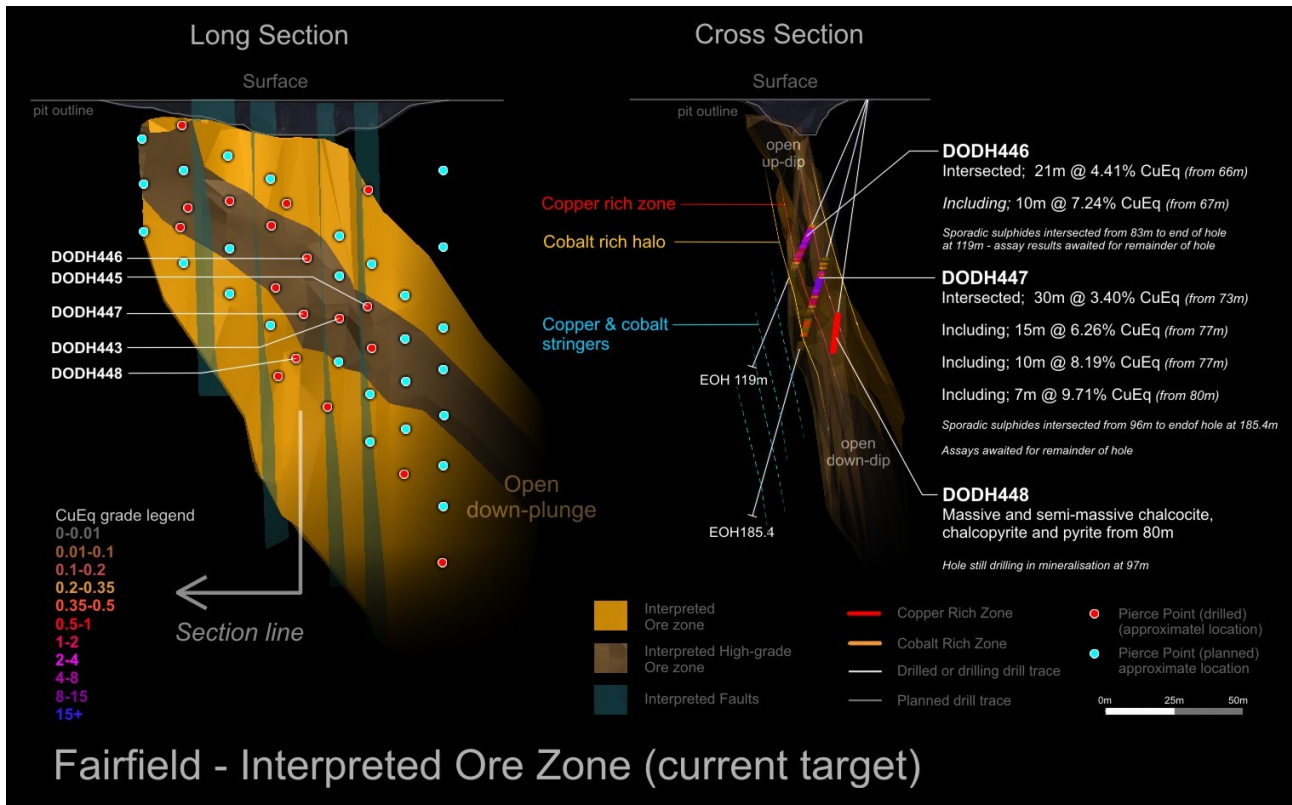 Long Section
Surface
pit outline
DODH446
DODH445
DODH447
DODH443
DODH448
Open
down-plunge
CuEq grade legend
0-0.01
0.01-0.1
0.1-0.2
0.2-0.35
0.35-0.5
0.5-1
1-2
2-4
4-8
8-15
15+
Section line
Cross Section
Surface
pit outline
open
up-dip
Copper rich zone
Cobalt rich halo
Copper & cobalt
stringers
EOH 119m
EOH185.4
open
down-dip
DODH446
Intersected; 21m @ 4.41% CuEq (from 66m)
Including; 10m @ 7.24% CuEq (from 67m)
Sporadic sulphides intersected from 83m to end of hole
at 119m - assay results awaited for remainder of hole
DODH447
Intersected; 30m @ 3.40% CuEq (from 73m)
Including; 15m @ 6.26% CuEq (from 77m)
Including; 10m @ 8.19% CuEq (from 77m)
Including; 7m @ 9.71% CuEq (from 80m)
Sporadic sulphides intersected from 96m to endof hole at 185.4m
Assays awaited for remainder of hole
DODH448
Massive and semi-massive chalcocite,
chalcopyrite and pyrite from 80m
Hole still drilling in mineralisation at 97m
Interpreted
Ore zone
Interpreted High-grade
Ore zone
Interpreted Faults
Copper Rich Zone
Cobalt Rich Zone
Drilled or drilling drill trace
Planned drill trace
Pierce Point (drilled)
(approximatel location)
Pierce Point (planned)
approximate location
0m 25m 50m
Fairfield - Interpreted Ore Zone (current target)